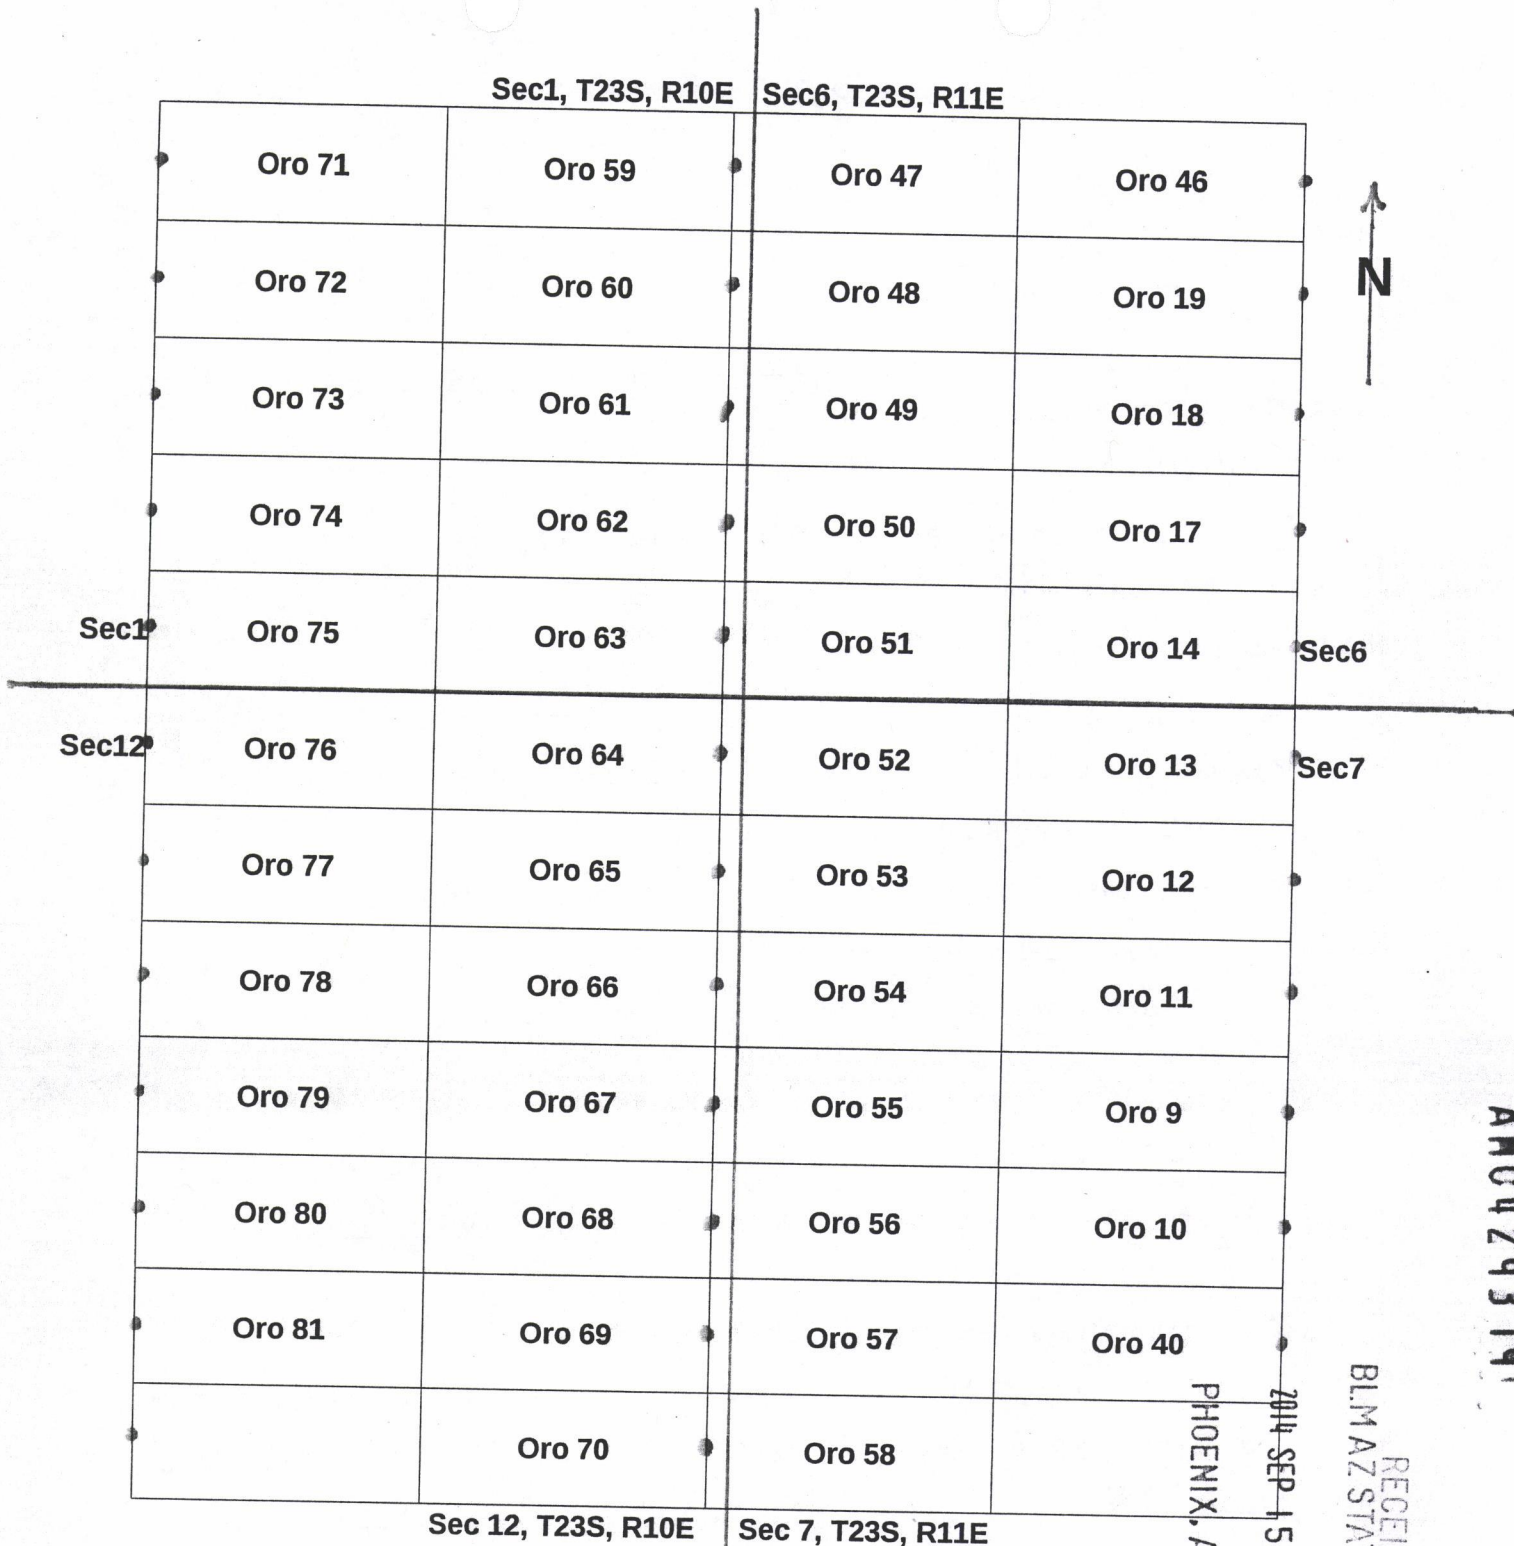 Sec1, T23S, R10E Sec6, T23S, R11E
Oro 71 Oro 59 Oro 47 Oro 46
Oro 72 Oro 60 Oro 48 Oro 19
N
Oro 73 Oro 61 Oro 49 Oro 18
Oro 74 Oro 62 Oro 50 Oro 17
Sec1 Oro 75 Oro 63 Oro 51 Oro 14 Sec6
Sec12 Oro 76 Oro 64 Oro 52 Oro 13 Sec7
Oro 77 Oro 65 Oro 53 Oro 12
Oro 78 Oro 66 Oro 54 Oro 11
Oro 79 Oro 67 Oro 55 Oro 9
Oro 80 Oro 68 Oro 56 Oro 10
Oro 81 Oro 69 Oro 57 Oro 40
Oro 70 Oro 58
Sec 12, T23S, R10E Sec 7, T23S, R11E
BLM AZ
2014 SEP 15
PHOENIX,